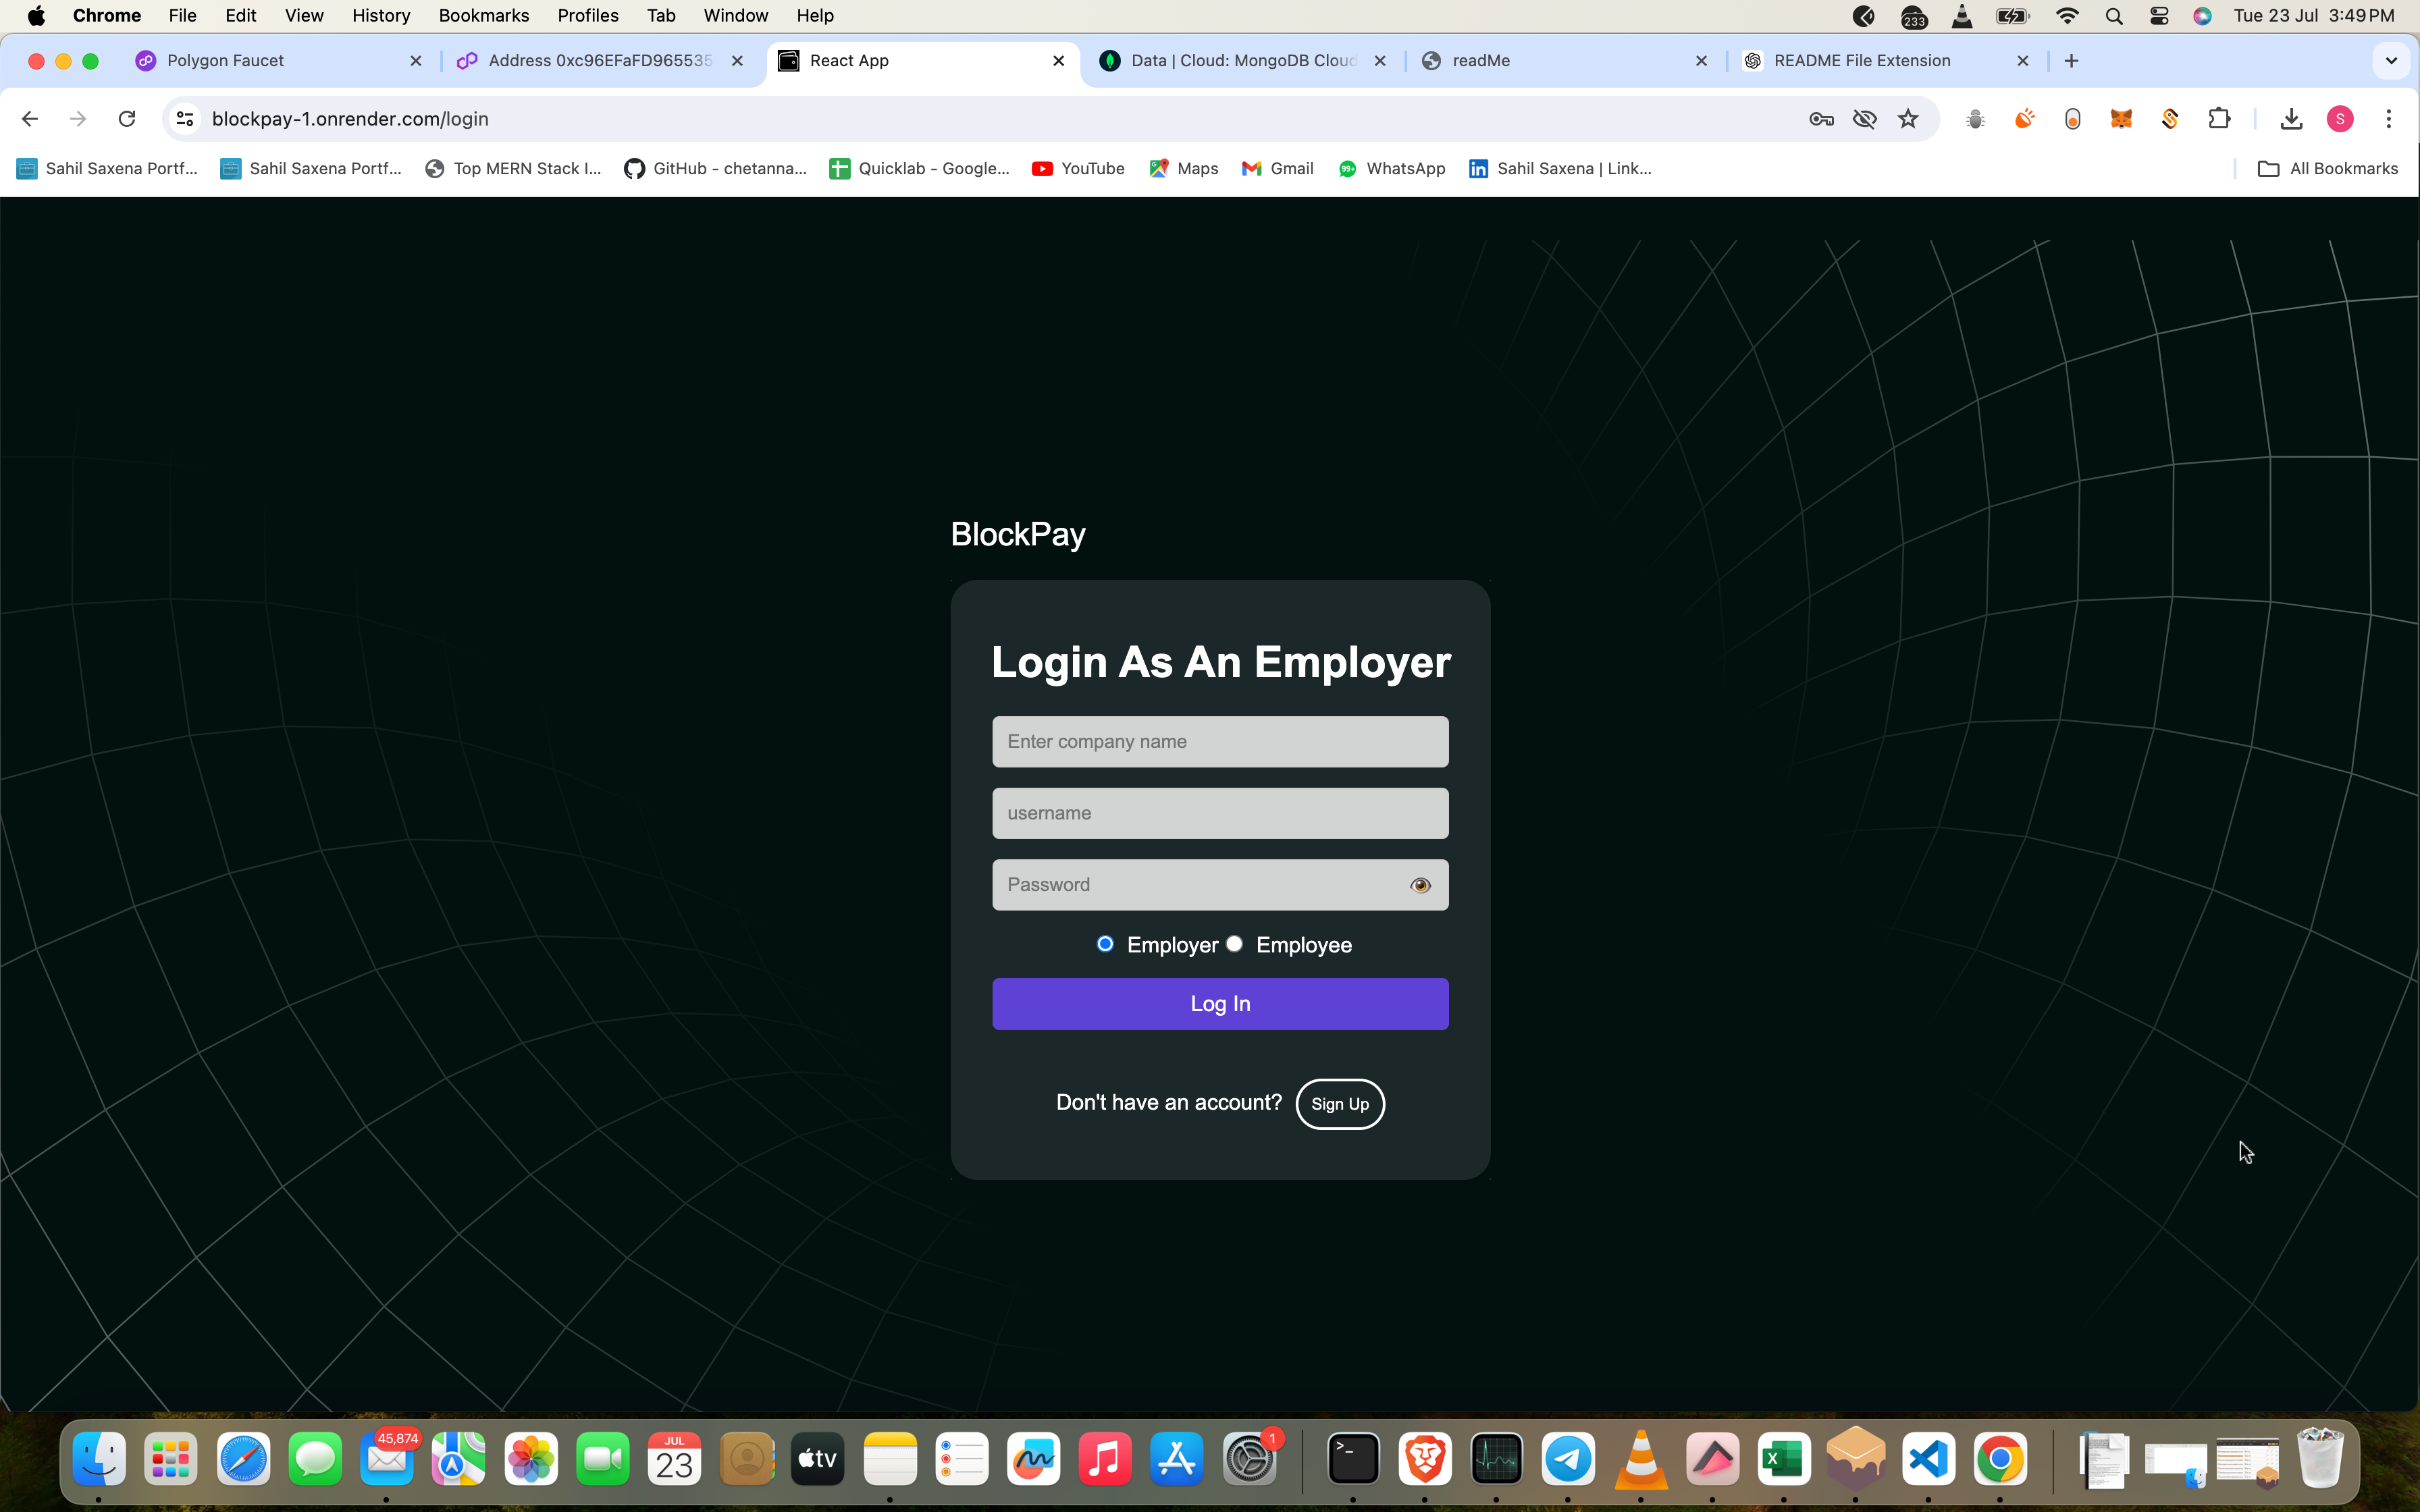 Chrome File Edit View History Bookmarks Profiles Tab Window Help 233 Tue 23 Jul 3:49 PM
Polygon Faucet Address 0xc96EFaFD965535 React App Data | Cloud: MongoDB Cloud readMe README File Extension
blockpay-1.onrender.com/login S
Sahil Saxena Portf... Sahil Saxena Portf... Top MERN Stack I... GitHub - chetanna... Quicklab - Google... YouTube Maps Gmail 99+ WhatsApp Sahil Saxena | Link... All Bookmarks
BlockPay
Login As An Employer
Enter company name
username
Password
Employer Employee
Log In
Don't have an account? Sign Up
45,874 JUL 1
23 tv